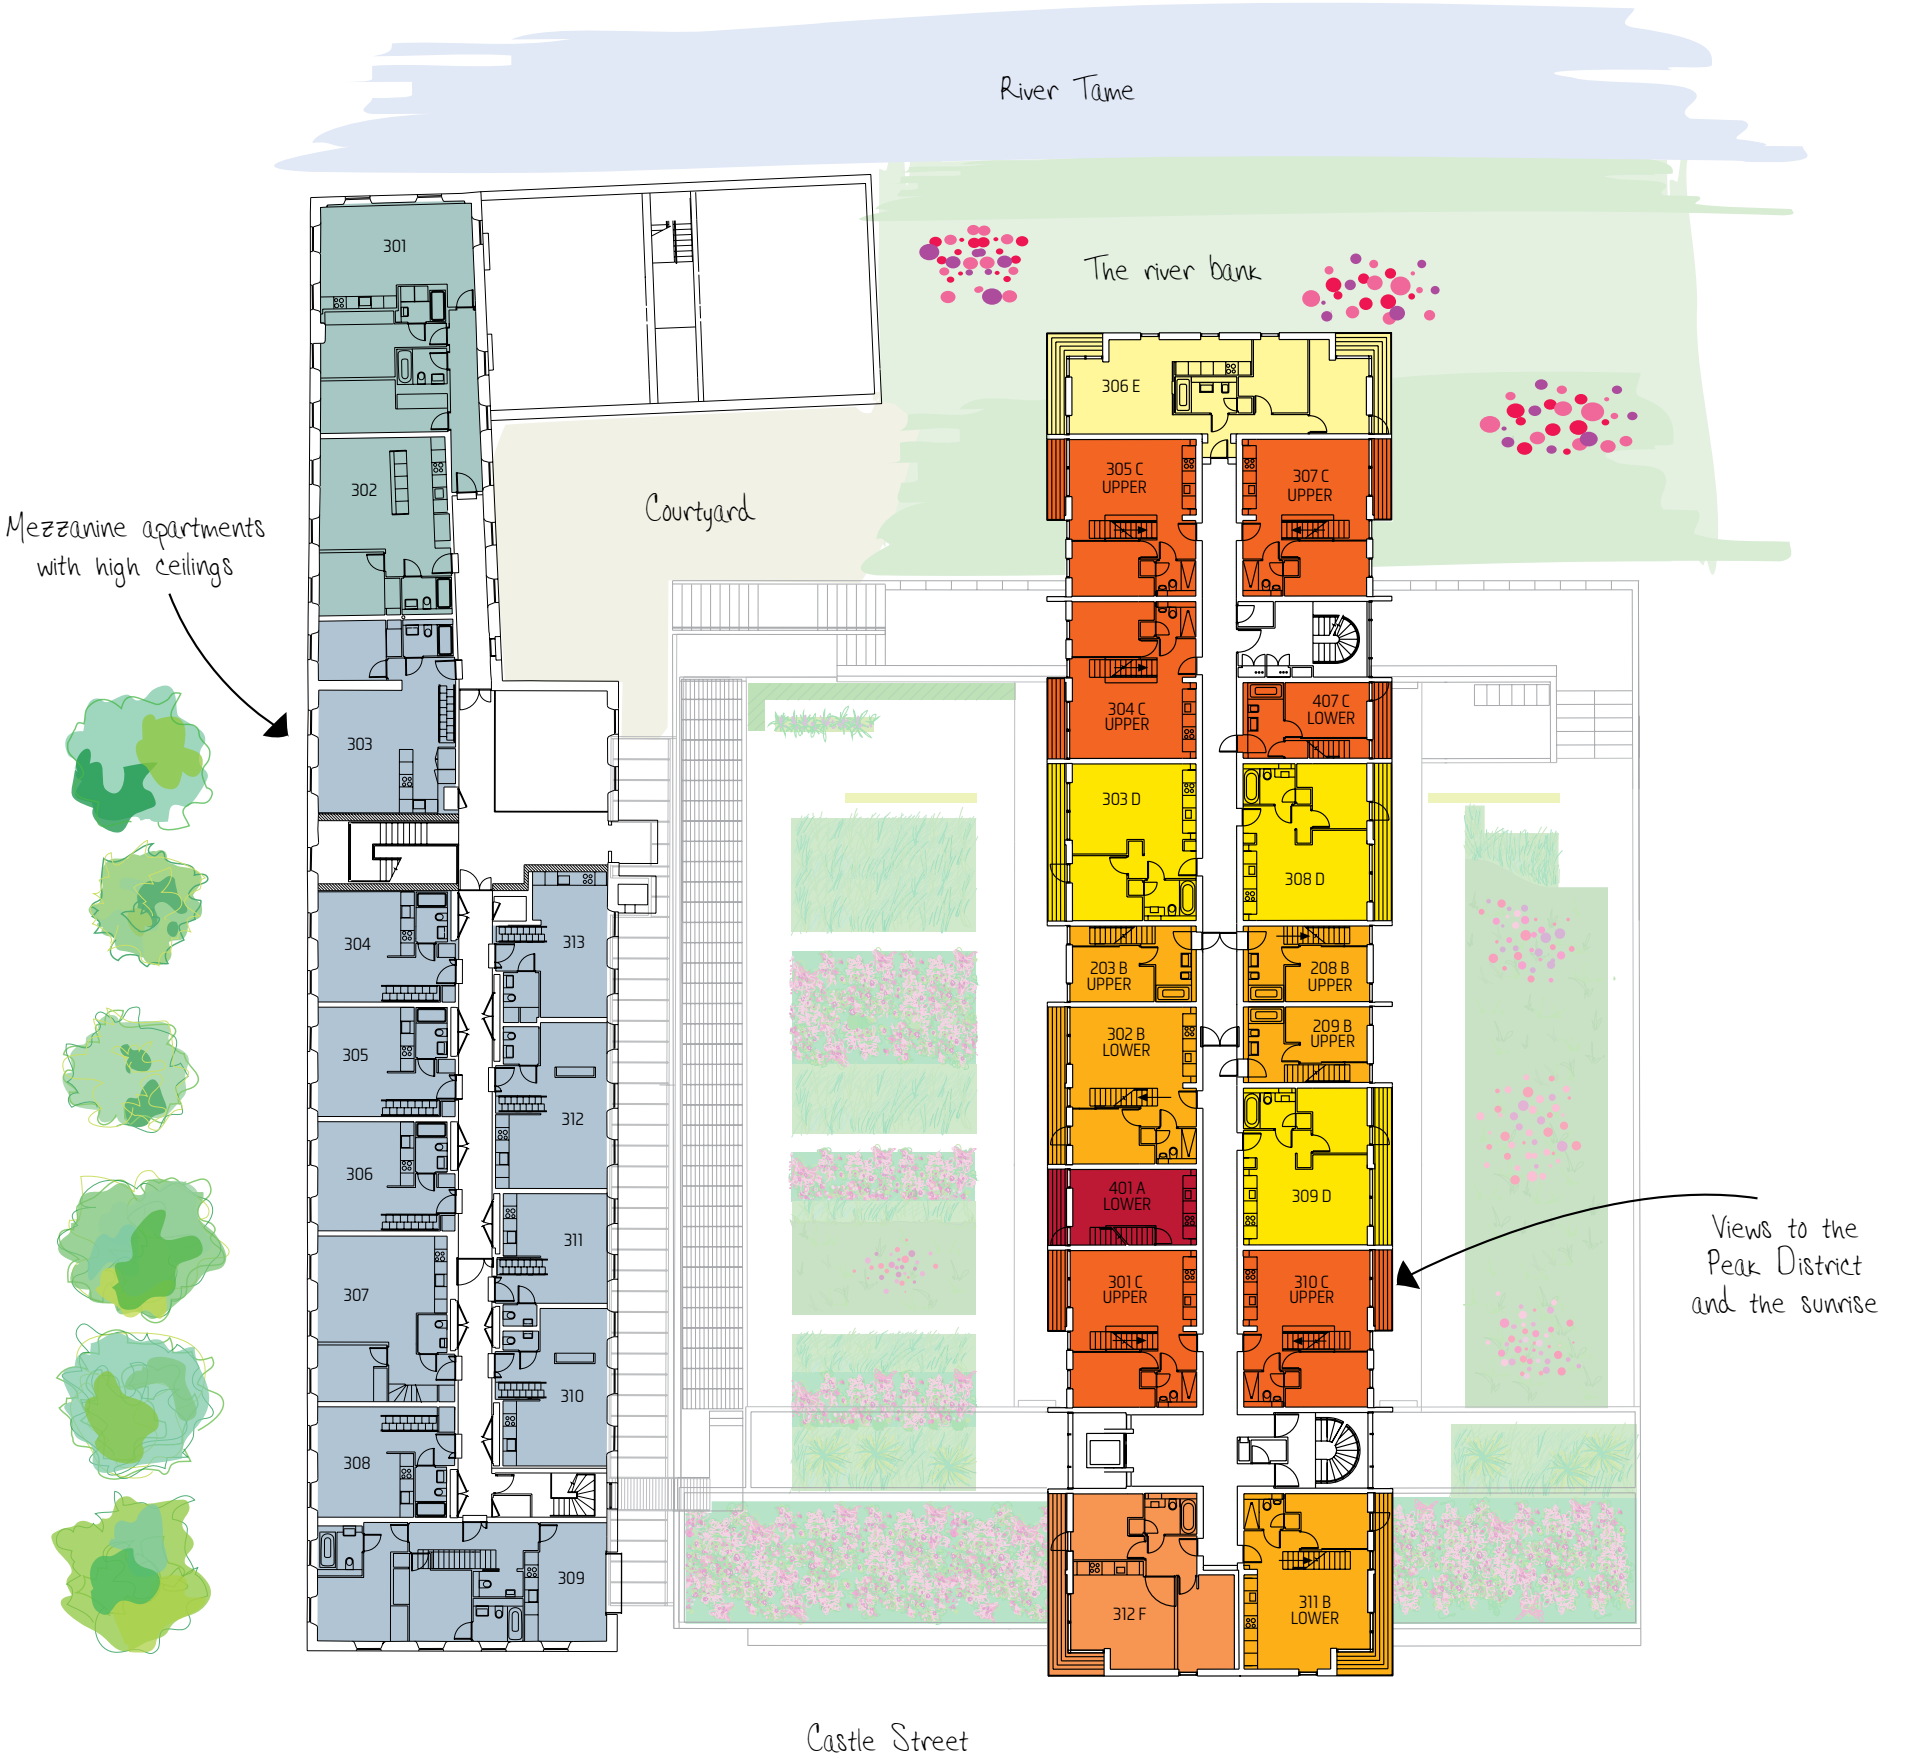 River Tame
The river bank
301
302
Courtyard
Mezzanine apartments
with high ceilings
303
304
305
306
307
308
309
313
312
311
310
306 E
305 C
UPPER
307 C
UPPER
304 C
UPPER
407 C
LOWER
303 D
308 D
203 B
UPPER
208 B
UPPER
302 B
LOWER
209 B
UPPER
401 A
LOWER
309 D
301 C
UPPER
310 C
UPPER
312 F
311 B
LOWER
Views to the
Peak District
and the sunrise
Castle Street